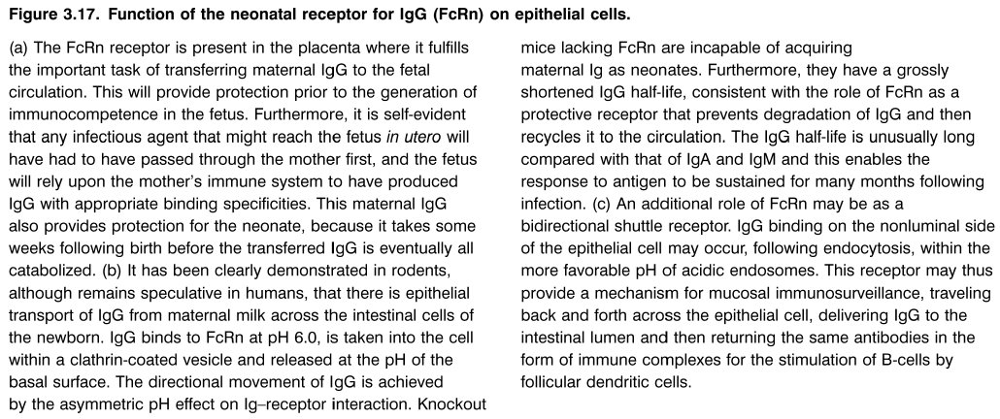 Figure 3.17. Function of the neonatal receptor for IgG (FcRn) on epithelial cells.
(a) The FcRn receptor is present in the placenta where it fulfills
the important task of transferring maternal IgG to the fetal
circulation. This will provide protection prior to the generation of
immunocompetence in the fetus. Furthermore, it is self-evident
that any infectious agent that might reach the fetus in utero will
have had to have passed through the mother first, and the fetus
will rely upon the mother's immune system to have produced
IgG with appropriate binding specificities. This maternal IgG
also provides protection for the neonate, because it takes some
weeks following birth before the transferred IgG is eventually all
catabolized. (b) It has been clearly demonstrated in rodents,
although remains speculative in humans, that there is epithelial
transport of IgG from maternal milk across the intestinal cells of
the newborn. IgG binds to FcRn at pH 6.0, is taken into the cell
within a clathrin-coated vesicle and released at the pH of the
basal surface. The directional movement of IgG is achieved
by the asymmetric pH effect on Ig–receptor interaction. Knockout
mice lacking FcRn are incapable of acquiring
maternal Ig as neonates. Furthermore, they have a grossly
shortened IgG half-life, consistent with the role of FcRn as a
protective receptor that prevents degradation of IgG and then
recycles it to the circulation. The IgG half-life is unusually long
compared with that of IgA and IgM and this enables the
response to antigen to be sustained for many months following
infection. (c) An additional role of FcRn may be as a
bidirectional shuttle receptor. IgG binding on the nonluminal side
of the epithelial cell may occur, following endocytosis, within the
more favorable pH of acidic endosomes. This receptor may thus
provide a mechanism for mucosal immunosurveillance, traveling
back and forth across the epithelial cell, delivering IgG to the
intestinal lumen and then returning the same antibodies in the
form of immune complexes for the stimulation of B-cells by
follicular dendritic cells.